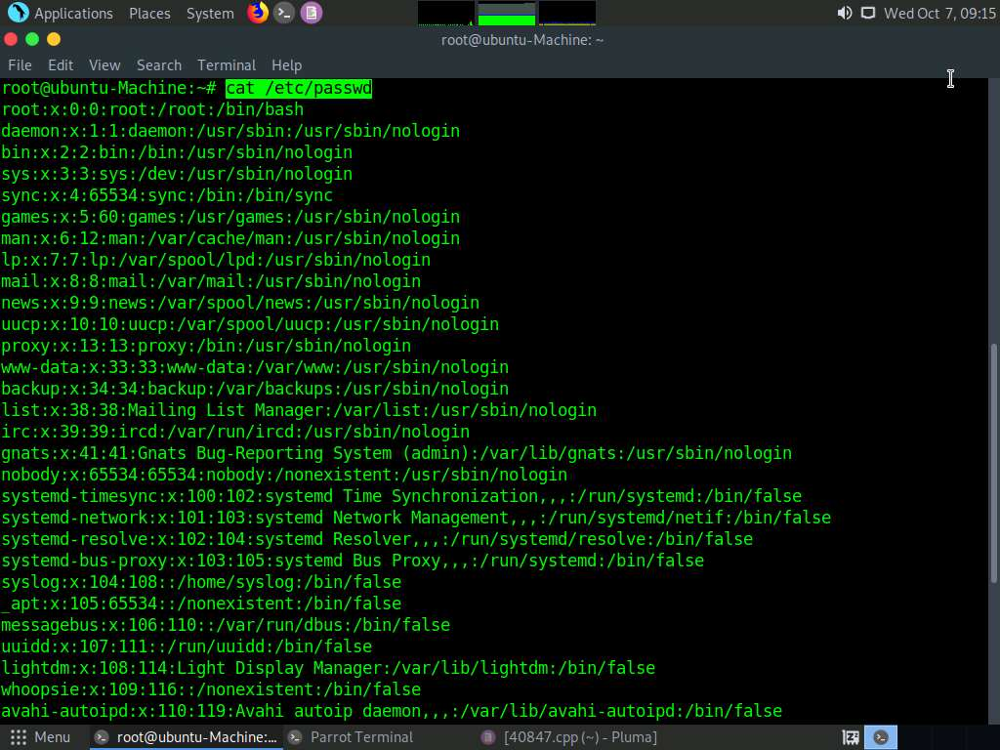 Applications Places System Wed Oct 7, 09:15
root@ubuntu-Machine: ~
File Edit View Search Terminal Help
root@ubuntu-Machine:~# cat /etc/passwd
root:x:0:0:root:/root:/bin/bash
daemon:x:1:1:daemon:/usr/sbin:/usr/sbin/nologin
bin:x:2:2:bin:/bin:/usr/sbin/nologin
sys:x:3:3:sys:/dev:/usr/sbin/nologin
sync:x:4:65534:sync:/bin:/bin/sync
games:x:5:60:games:/usr/games:/usr/sbin/nologin
man:x:6:12:man:/var/cache/man:/usr/sbin/nologin
lp:x:7:7:lp:/var/spool/lpd:/usr/sbin/nologin
mail:x:8:8:mail:/var/mail:/usr/sbin/nologin
news:x:9:9:news:/var/spool/news:/usr/sbin/nologin
uucp:x:10:10:uucp:/var/spool/uucp:/usr/sbin/nologin
proxy:x:13:13:proxy:/bin:/usr/sbin/nologin
www-data:x:33:33:www-data:/var/www:/usr/sbin/nologin
backup:x:34:34:backup:/var/backups:/usr/sbin/nologin
list:x:38:38:Mailing List Manager:/var/list:/usr/sbin/nologin
irc:x:39:39:ircd:/var/run/ircd:/usr/sbin/nologin
gnats:x:41:41:Gnats Bug-Reporting System (admin):/var/lib/gnats:/usr/sbin/nologin
nobody:x:65534:65534:nobody:/nonexistent:/usr/sbin/nologin
systemd-timesync:x:100:102:systemd Time Synchronization,,,:/run/systemd:/bin/false
systemd-network:x:101:103:systemd Network Management,,,:/run/systemd/netif:/bin/false
systemd-resolve:x:102:104:systemd Resolver,,,:/run/systemd/resolve:/bin/false
systemd-bus-proxy:x:103:105:systemd Bus Proxy,,,:/run/systemd:/bin/false
syslog:x:104:108::/home/syslog:/bin/false
_apt:x:105:65534::/nonexistent:/bin/false
messagebus:x:106:110::/var/run/dbus:/bin/false
uuidd:x:107:111::/run/uuidd:/bin/false
lightdm:x:108:114:Light Display Manager:/var/lib/lightdm:/bin/false
whoopsie:x:109:116::/nonexistent:/bin/false
avahi-autoipd:x:110:119:Avahi autoip daemon,,,:/var/lib/avahi-autoipd:/bin/false
Menu root@ubuntu-Machine:... Parrot Terminal [40847.cpp (~) - Pluma]